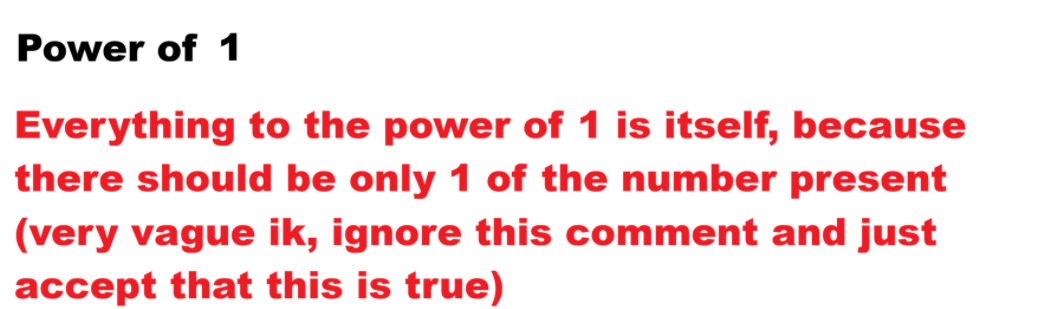 Power of 1
Everything to the power of 1 is itself, because
there should be only 1 of the number present
(very vague ik, ignore this comment and just
accept that this is true)